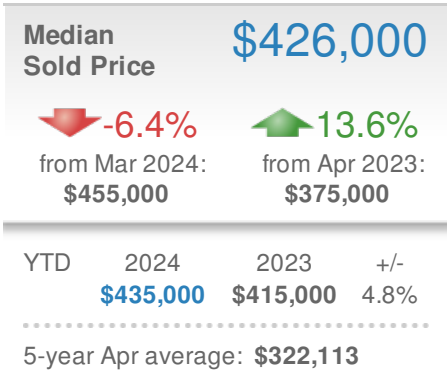 Median $426,000
Sold Price
-6.4% 13.6%
from Mar 2024: from Apr 2023:
$455,000 $375,000
YTD 2024 2023 +/-
$435,000 $415,000 4.8%
5-year Apr average: $322,113